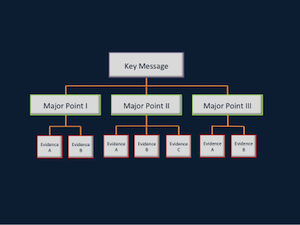 Key Message
Major Point I
Major Point II
Major Point III
Evidence
A
Evidence
B
Evidence
A
Evidence
B
Evidence
C
Evidence
A
Evidence
B